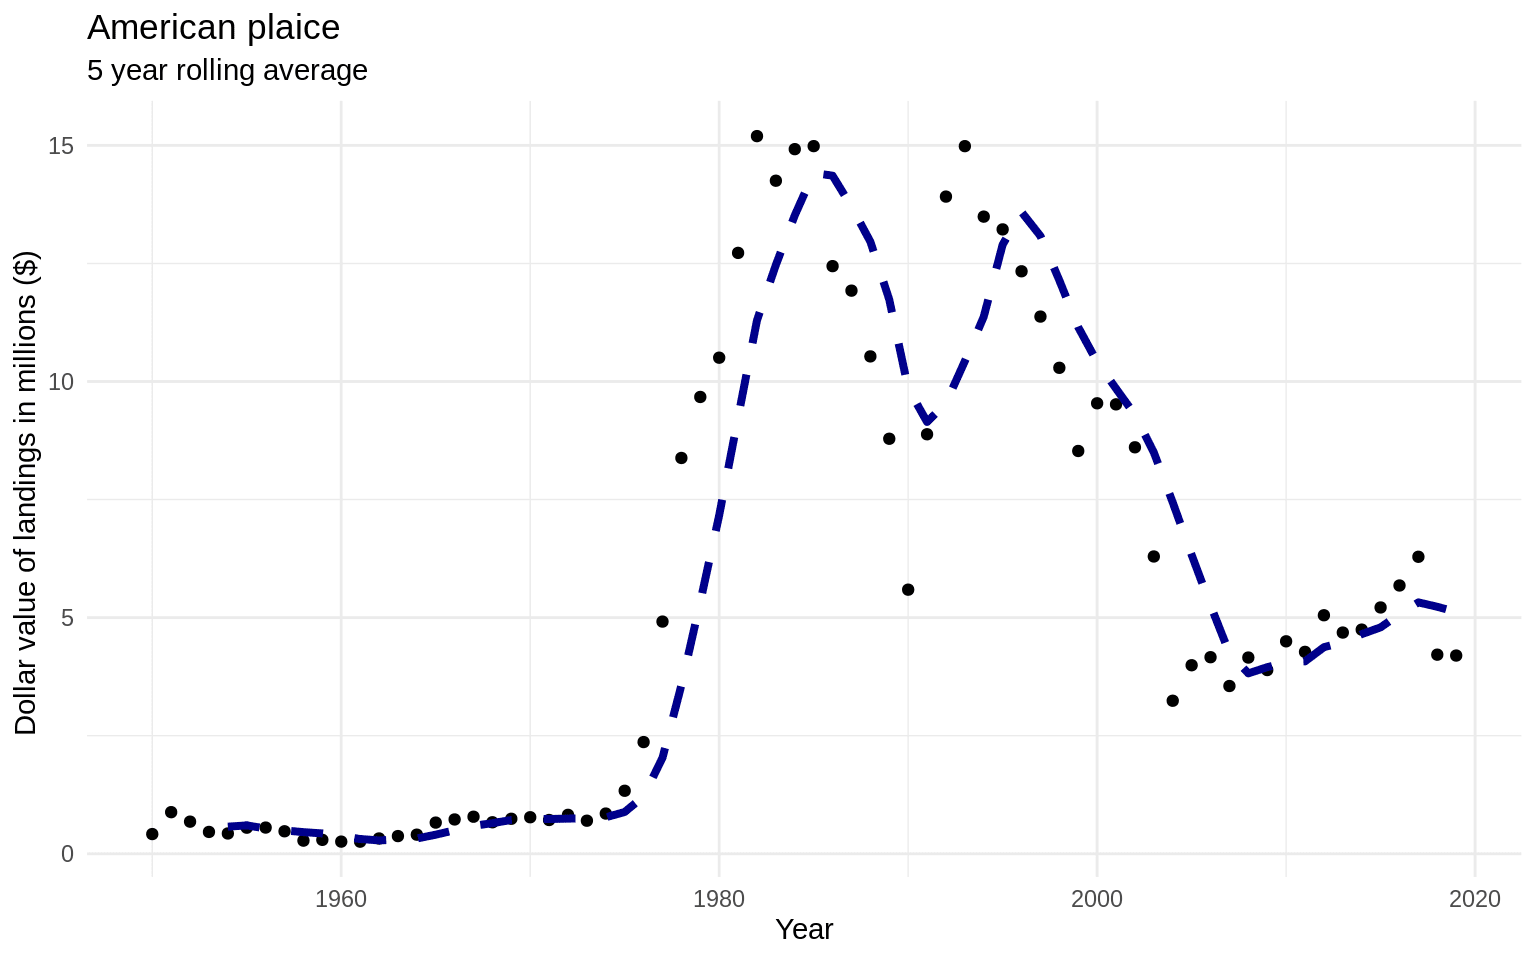 American plaice
5 year rolling average
Dollar value of landings in millions ($)
15
10
5
0
1960
1980
2000
2020
Year